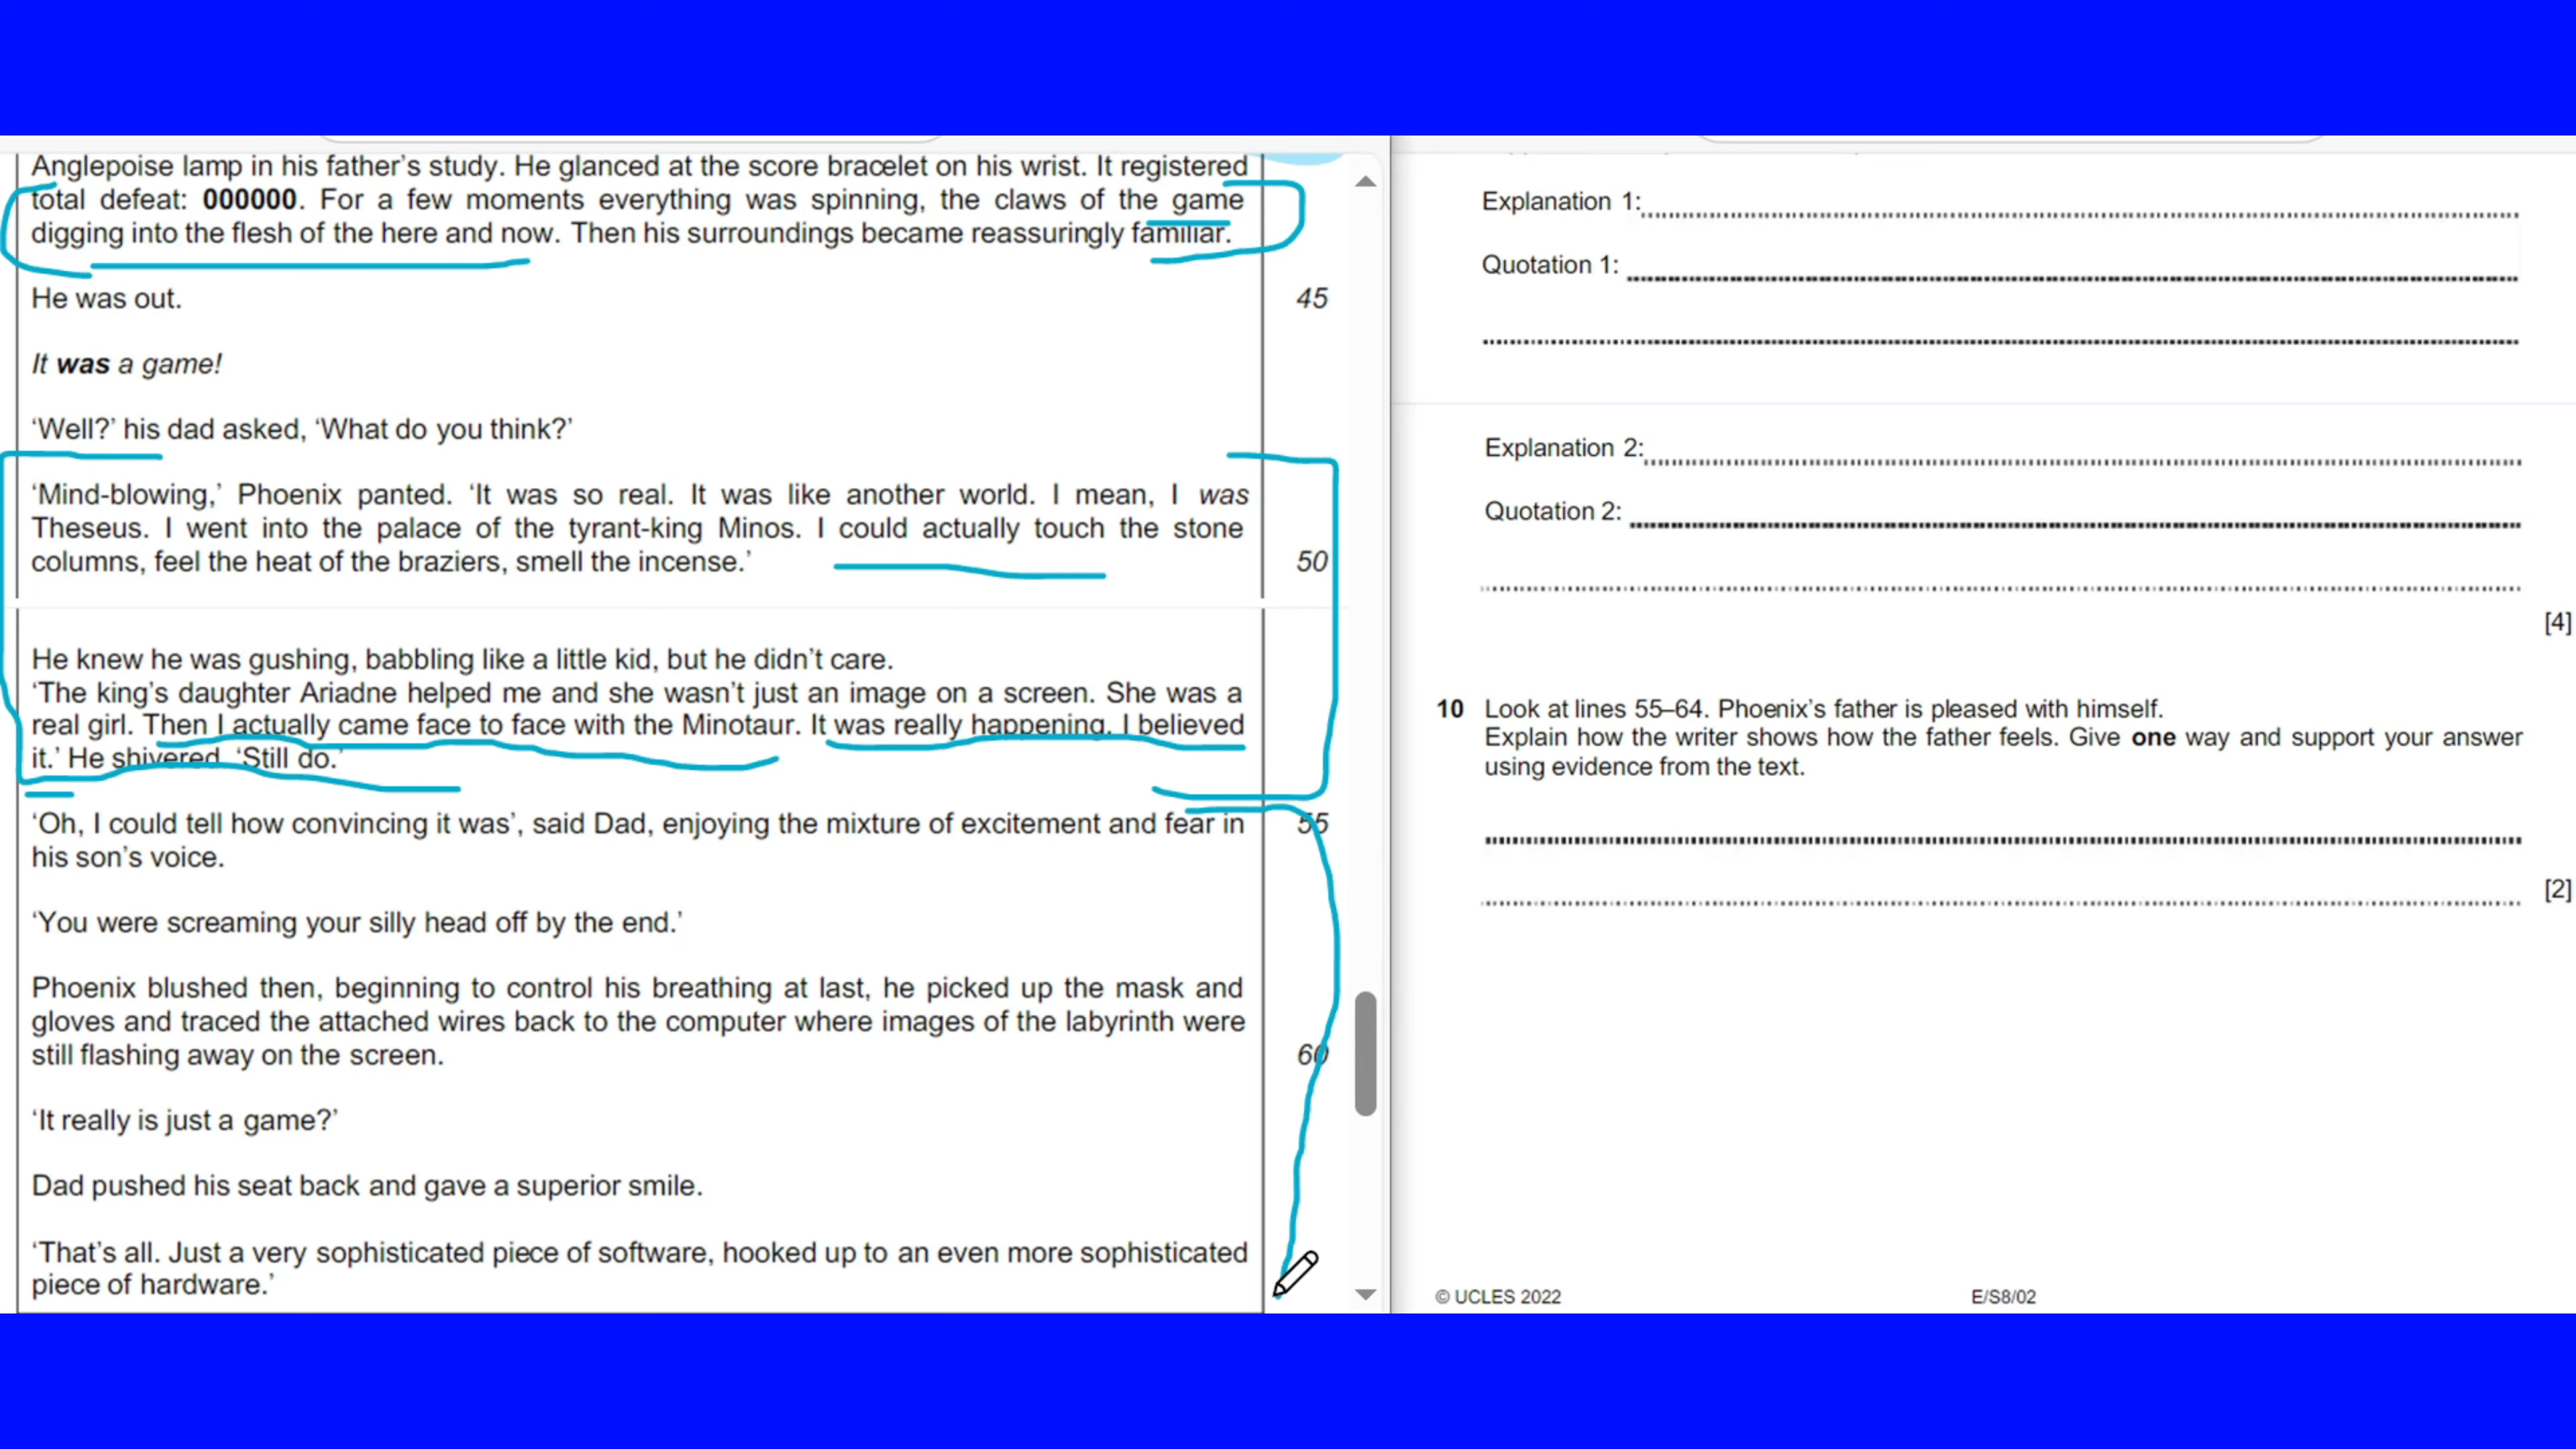 Anglepoise lamp in his father's study. He glanced at the score bracelet on his wrist. It registered
total defeat: 000000. For a few moments everything was spinning, the claws of the game
digging into the flesh of the here and now. Then his surroundings became reassuringly familiar.
He was out.
45
It was a game!
‘Well?’ his dad asked, ‘What do you think?’
‘Mind-blowing,’ Phoenix panted. ‘It was so real. It was like another world. I mean, I was
Theseus. I went into the palace of the tyrant-king Minos. I could actually touch the stone
columns, feel the heat of the braziers, smell the incense.’
50
He knew he was gushing, babbling like a little kid, but he didn’t care.
‘The king’s daughter Ariadne helped me and she wasn’t just an image on a screen. She was a
real girl. Then I actually came face to face with the Minotaur. It was really happening. I believed
it.’ He shivered. ‘Still do.’
‘Oh, I could tell how convincing it was’, said Dad, enjoying the mixture of excitement and fear in
55
his son’s voice.
‘You were screaming your silly head off by the end.’
Phoenix blushed then, beginning to control his breathing at last, he picked up the mask and
gloves and traced the attached wires back to the computer where images of the labyrinth were
still flashing away on the screen.
60
‘It really is just a game?’
Dad pushed his seat back and gave a superior smile.
‘That’s all. Just a very sophisticated piece of software, hooked up to an even more sophisticated
piece of hardware.’
Explanation 1:
Quotation 1:
Explanation 2:
Quotation 2:
[4]
10 Look at lines 55–64. Phoenix’s father is pleased with himself.
Explain how the writer shows how the father feels. Give one way and support your answer
using evidence from the text.
[2]
© UCLES 2022
E/S8/02